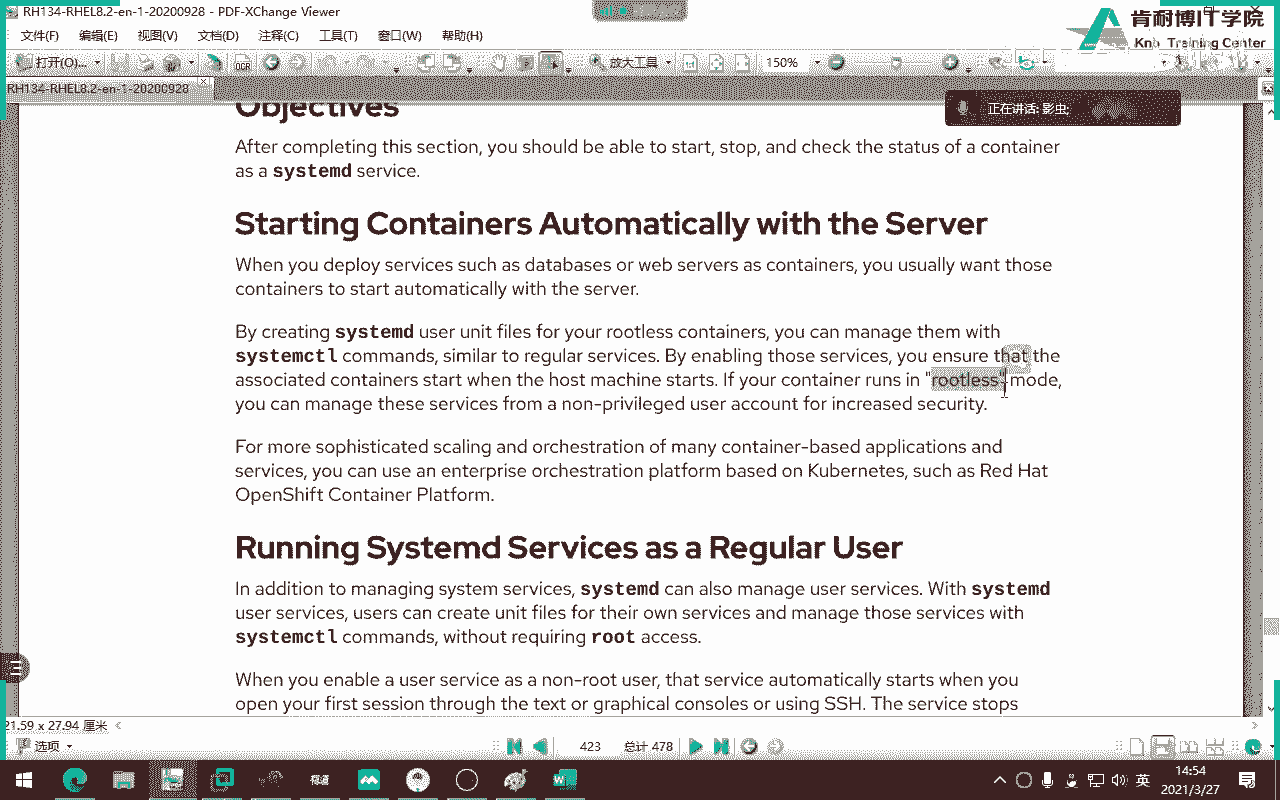 RH134-RHEL8.2-en-1-20200928 - PDF-XChange Viewer
文件(F) 编辑(E) 视图(V) 文档(D) 注释(C) 工具(T) 窗口(W) 帮助(H)
肯耐博IT学院
Training Center
打开(O)...
OCR
放大工具
150%
RH134-RHEL8.2-en-1-20200928
正在讲话: 影虫;
Objectives
After completing this section, you should be able to start, stop, and check the status of a container
as a systemd service.
Starting Containers Automatically with the Server
When you deploy services such as databases or web servers as containers, you usually want those
containers to start automatically with the server.
By creating systemd user unit files for your rootless containers, you can manage them with
systemctl commands, similar to regular services. By enabling those services, you ensure that the
associated containers start when the host machine starts. If your container runs in "rootless" mode,
you can manage these services from a non-privileged user account for increased security.
For more sophisticated scaling and orchestration of many container-based applications and
services, you can use an enterprise orchestration platform based on Kubernetes, such as Red Hat
OpenShift Container Platform.
Running Systemd Services as a Regular User
In addition to managing system services, systemd can also manage user services. With systemd
user services, users can create unit files for their own services and manage those services with
systemctl commands, without requiring root access.
When you enable a user service as a non-root user, that service automatically starts when you
open your first session through the text or graphical consoles or using SSH. The service stops
21.59 x 27.94 厘米
选项
423 总计 478
英
14:54
2021/3/27